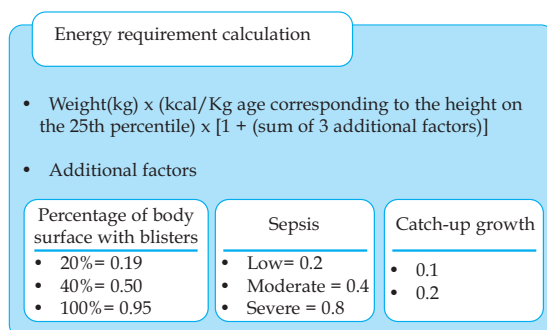 Energy requirement calculation
• Weight(kg) x (kcal/Kg age corresponding to the height on
the 25th percentile) x [1 + (sum of 3 additional factors)]
• Additional factors
Percentage of body
surface with blisters
• 20%= 0.19
• 40%= 0.50
• 100%= 0.95
Sepsis
• Low= 0.2
• Moderate = 0.4
• Severe = 0.8
Catch-up growth
• 0.1
• 0.2